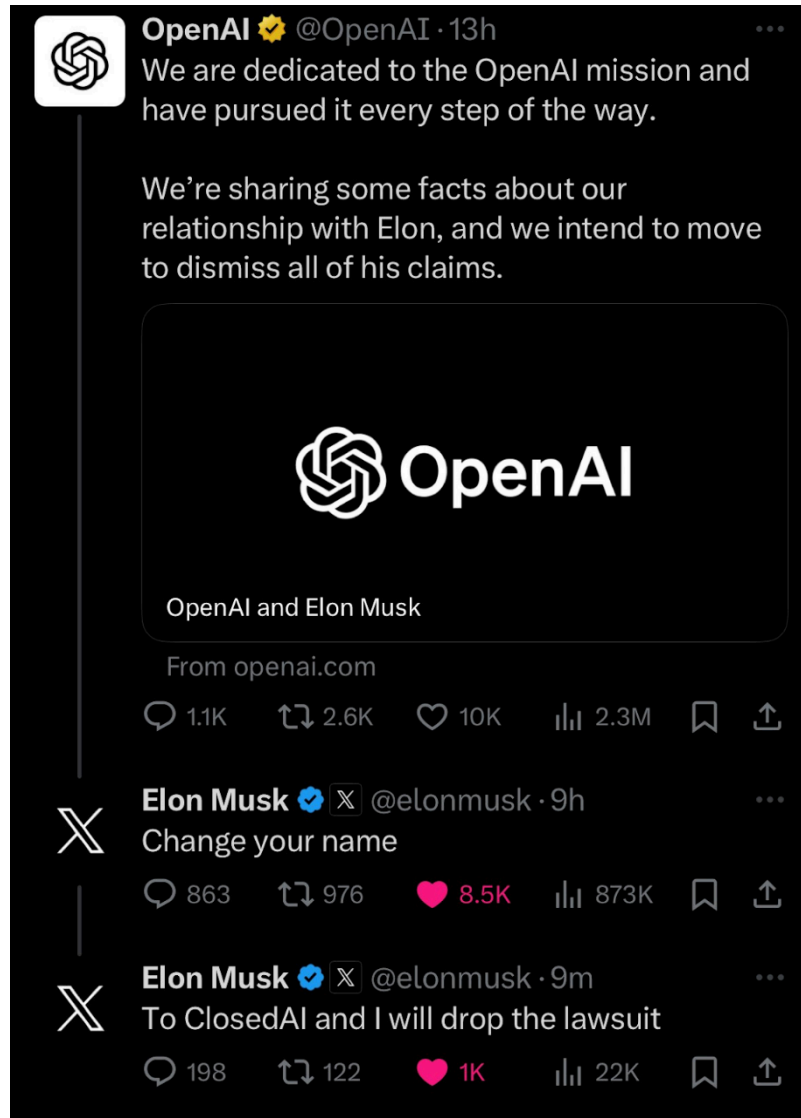 OpenAI @OpenAI · 13h
We are dedicated to the OpenAI mission and
have pursued it every step of the way.
We’re sharing some facts about our
relationship with Elon, and we intend to move
to dismiss all of his claims.
OpenAI
OpenAI and Elon Musk
From openai.com
1.1K 2.6K 10K 2.3M
Elon Musk X @elonmusk · 9h
Change your name
863 976 8.5K 873K
Elon Musk X @elonmusk · 9m
To ClosedAI and I will drop the lawsuit
198 122 1K 22K